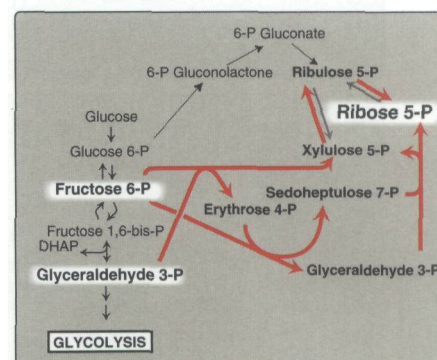 6-P Gluconate
6-P Gluconolactone
Ribulose 5-P
Ribose 5-P
Glucose
Glucose 6-P
Xylulose 5-P
Fructose 6-P
Sedoheptulose 7-P
Erythrose 4-P
Fructose 1,6-bis-P
DHAP
Glyceraldehyde 3-P
Glyceraldehyde 3-P
GLYCOLYSIS